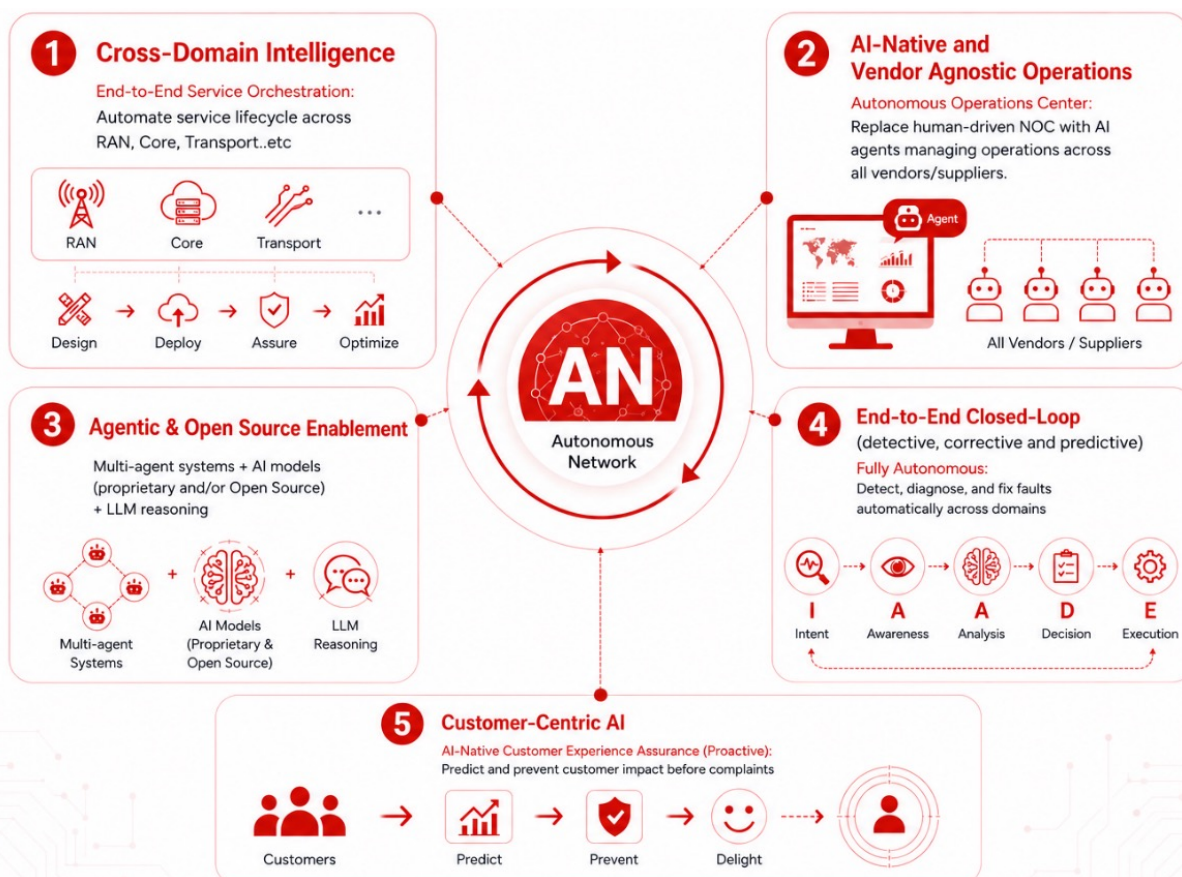 1
Cross-Domain Intelligence
End-to-End Service Orchestration:
Automate service lifecycle across
RAN, Core, Transport..etc
RAN
Core
Transport
...
Design
Deploy
Assure
Optimize
2
AI-Native and
Vendor Agnostic Operations
Autonomous Operations Center:
Replace human-driven NOC with AI
agents managing operations across
all vendors/suppliers.
Agent
All Vendors / Suppliers
AN
Autonomous
Network
3
Agentic & Open Source Enablement
Multi-agent systems + AI models
(proprietary and/or Open Source)
+ LLM reasoning
+
+
Multi-agent
Systems
AI Models
(Proprietary &
Open Source)
LLM
Reasoning
4
End-to-End Closed-Loop
(detective, corrective and predictive)
Fully Autonomous:
Detect, diagnose, and fix faults
automatically across domains
I
A
A
D
E
Intent
Awareness
Analysis
Decision
Execution
5
Customer-Centric AI
AI-Native Customer Experience Assurance (Proactive):
Predict and prevent customer impact before complaints
Customers
Predict
Prevent
Delight